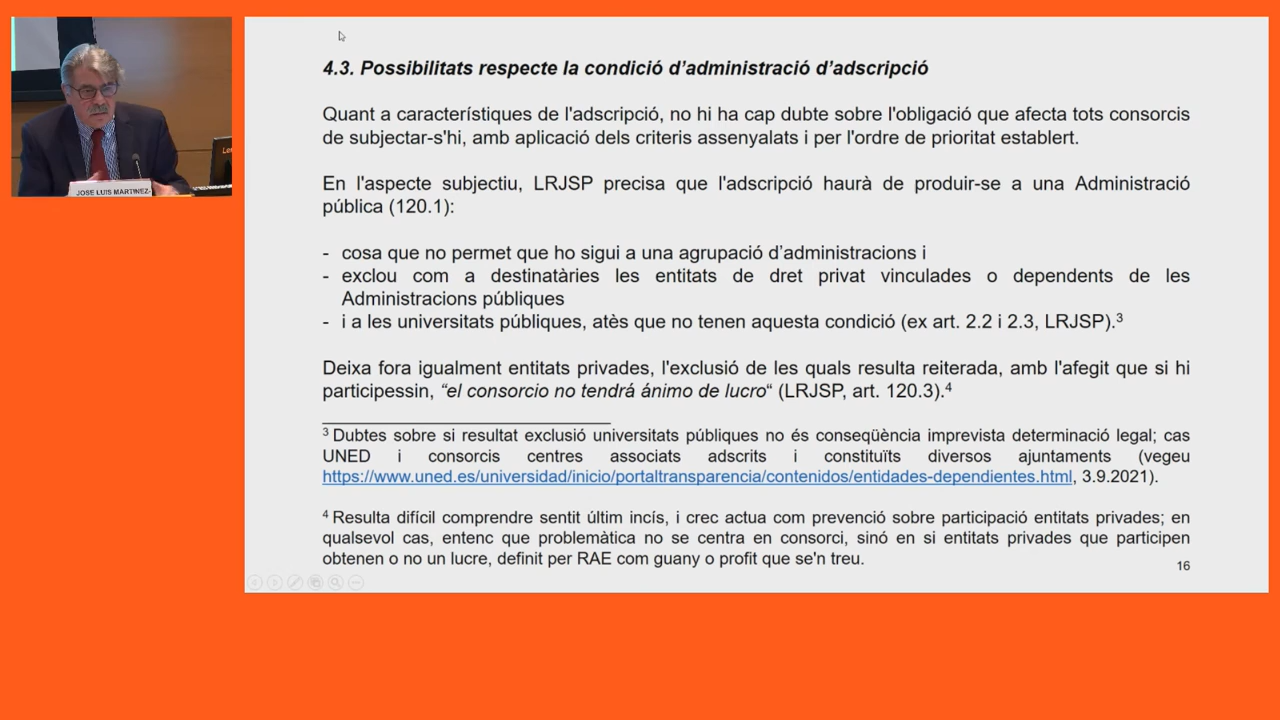 4.3. Possibilitats respecte la condició d’administració d’adscripció
Quant a característiques de l'adscripció, no hi ha cap dubte sobre l'obligació que afecta tots consorcis
de subjectar-s'hi, amb aplicació dels criteris assenyalats i per l'ordre de prioritat establert.
En l'aspecte subjectiu, LRJSP precisa que l'adscripció haurà de produir-se a una Administració
pública (120.1):
- cosa que no permet que ho sigui a una agrupació d’administracions i
- exclou com a destinatàries les entitats de dret privat vinculades o dependents de les
Administracions públiques
- i a les universitats públiques, atès que no tenen aquesta condició (ex art. 2.2 i 2.3, LRJSP).³
Deixa fora igualment entitats privades, l'exclusió de les quals resulta reiterada, amb l'afegit que si hi
participessin, “el consorcio no tendrá ánimo de lucro“ (LRJSP, art. 120.3).⁴
³ Dubtes sobre si resultat exclusió universitats públiques no és conseqüència imprevista determinació legal; cas
UNED i consorcis centres associats adscrits i constituïts diversos ajuntaments (vegeu
https://www.uned.es/universidad/inicio/portaltransparencia/contenidos/entidades-dependientes.html, 3.9.2021).
⁴ Resulta difícil comprendre sentit últim incís, i crec actua com prevenció sobre participació entitats privades; en
qualsevol cas, entenc que problemàtica no se centra en consorci, sinó en si entitats privades que participen
obtenen o no un lucre, definit per RAE com guany o profit que se'n treu.
16
JOSE LUIS MARTINEZ-